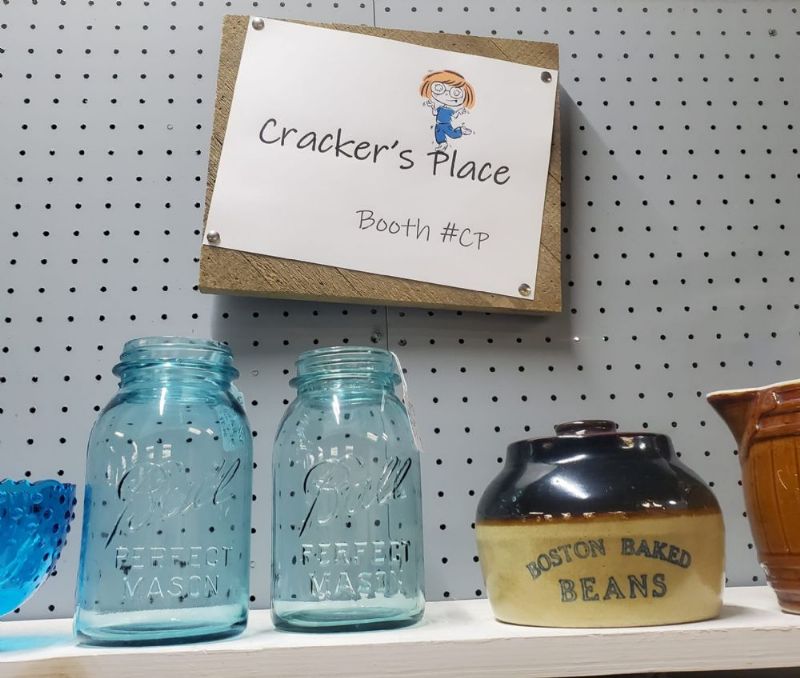 Cracker's Place
Booth #CP
Ball
PERFECT
MASON
Ball
PERFECT
MASON
BOSTON BAKED
BEANS